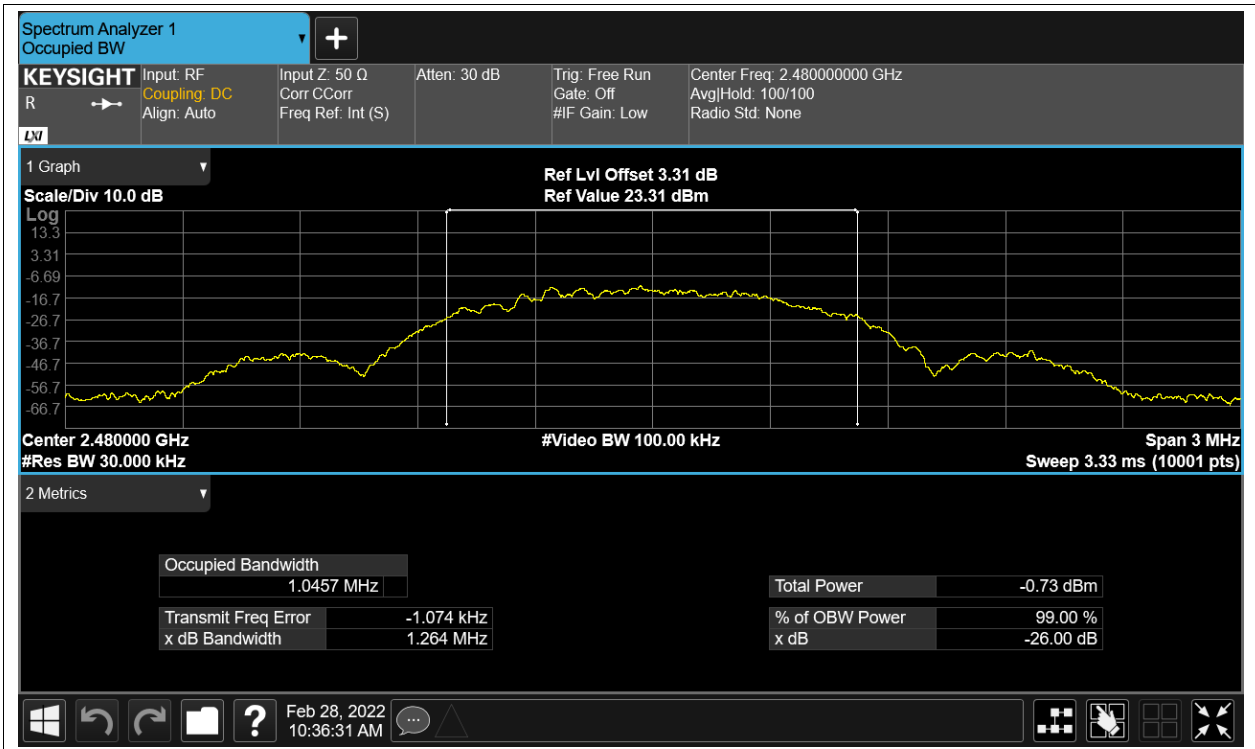 Spectrum Analyzer 1
Occupied BW
+
KEYSIGHT
R
LXI
Input: RF
Coupling: DC
Align: Auto
Input Z: 50 Ω
Corr CCorr
Freq Ref: Int (S)
Atten: 30 dB
Trig: Free Run
Gate: Off
#IF Gain: Low
Center Freq: 2.480000000 GHz
Avg|Hold: 100/100
Radio Std: None
1 Graph
Scale/Div 10.0 dB
Ref Lvl Offset 3.31 dB
Ref Value 23.31 dBm
Log
13.3
3.31
-6.69
-16.7
-26.7
-36.7
-46.7
-56.7
-66.7
Center 2.480000 GHz
#Res BW 30.000 kHz
#Video BW 100.00 kHz
Span 3 MHz
Sweep 3.33 ms (10001 pts)
2 Metrics
Occupied Bandwidth
1.0457 MHz
Transmit Freq Error -1.074 kHz
x dB Bandwidth 1.264 MHz
Total Power -0.73 dBm
% of OBW Power 99.00 %
x dB -26.00 dB
?
Feb 28, 2022
10:36:31 AM